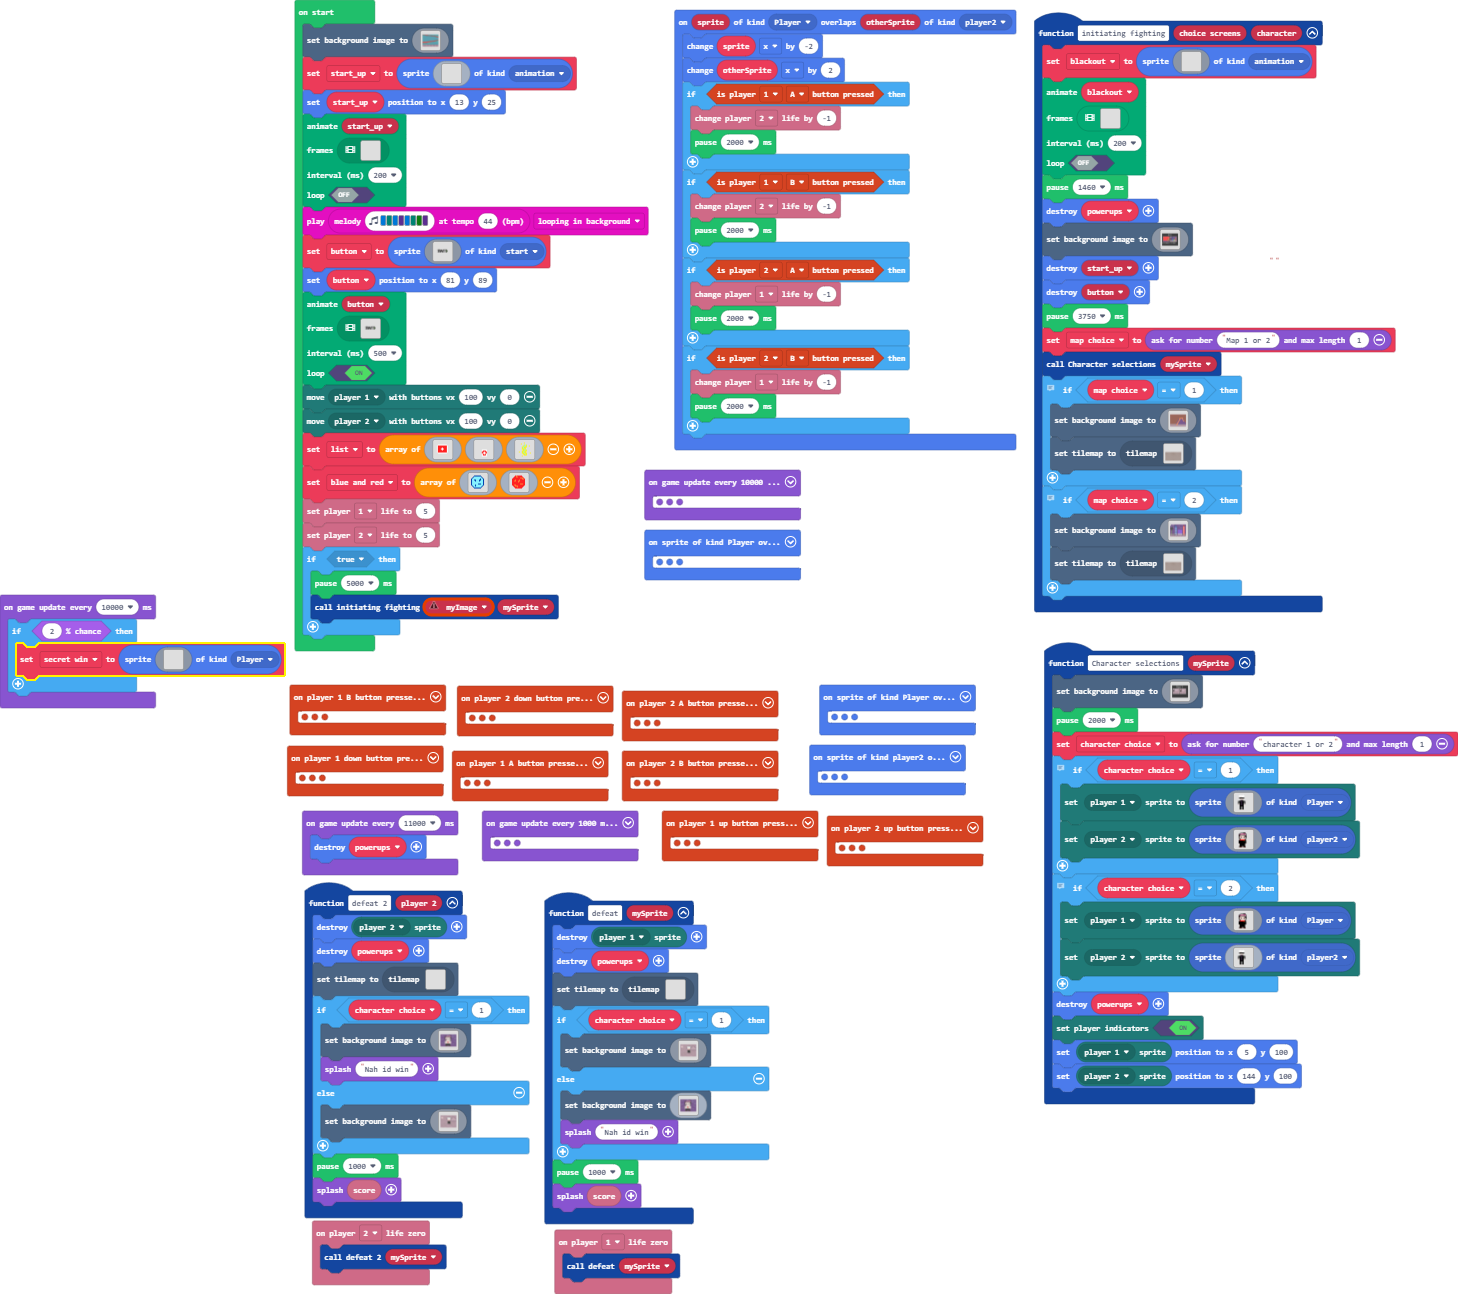 on start
set background image to
set start_up to sprite of kind animation
set start_up position to x 13 y 25
animate start_up
frames
interval (ms) 200
loop OFF
play melody at tempo 44 (bpm) looping in background
set button to sprite of kind start
set button position to x 81 y 89
animate button
frames
interval (ms) 500
loop ON
move player 1 with buttons vx 100 vy 0
move player 2 with buttons vx 100 vy 0
set list to array of
set blue and red to array of
set player 1 life to 5
set player 2 life to 5
if true then
pause 5000 ms
call initiating fighting myImage mySprite
on game update every 10000 ms
if 2 % chance then
set secret win to sprite of kind Player
on sprite of kind Player overlaps otherSprite of kind player2
change sprite x by -2
change otherSprite x by 2
if is player 1 A button pressed then
change player 2 life by -1
pause 2000 ms
if is player 1 B button pressed then
change player 2 life by -1
pause 2000 ms
if is player 2 A button pressed then
change player 1 life by -1
pause 2000 ms
if is player 2 B button pressed then
change player 1 life by -1
pause 2000 ms
on game update every 10000 ...
on sprite of kind Player ov...
function initiating fighting choice screens character
set blackout to sprite of kind animation
animate blackout
frames
interval (ms) 200
loop OFF
pause 1460 ms
destroy powerups
set background image to
destroy start_up
destroy button
pause 3750 ms
set map choice to ask for number "Map 1 or 2" and max length 1
call Character selections mySprite
if map choice = 1 then
set background image to
set tilemap to tilemap
if map choice = 2 then
set background image to
set tilemap to tilemap
" "
on player 1 B button presse...
on player 2 down button pre...
on player 2 A button presse...
on sprite of kind Player ov...
on player 1 down button pre...
on player 1 A button presse...
on player 2 B button presse...
on sprite of kind player2 o...
on game update every 11000 ms
destroy powerups
on game update every 1000 m...
on player 1 up button press...
on player 2 up button press...
function Character selections mySprite
set background image to
pause 2000 ms
set character choice to ask for number "character 1 or 2" and max length 1
if character choice = 1 then
set player 1 sprite to sprite of kind Player
set player 2 sprite to sprite of kind player2
if character choice = 2 then
set player 1 sprite to sprite of kind Player
set player 2 sprite to sprite of kind player2
destroy powerups
set player indicators ON
set player 1 sprite position to x 5 y 100
set player 2 sprite position to x 144 y 100
function defeat 2 player 2
destroy player 2 sprite
destroy powerups
set tilemap to tilemap
if character choice = 1 then
set background image to
splash "Nah id win"
else
set background image to
pause 1000 ms
splash score
on player 2 life zero
call defeat 2 mySprite
function defeat mySprite
destroy player 1 sprite
destroy powerups
set tilemap to tilemap
if character choice = 1 then
set background image to
else
set background image to
splash "Nah id win"
pause 1000 ms
splash score
on player 1 life zero
call defeat mySprite